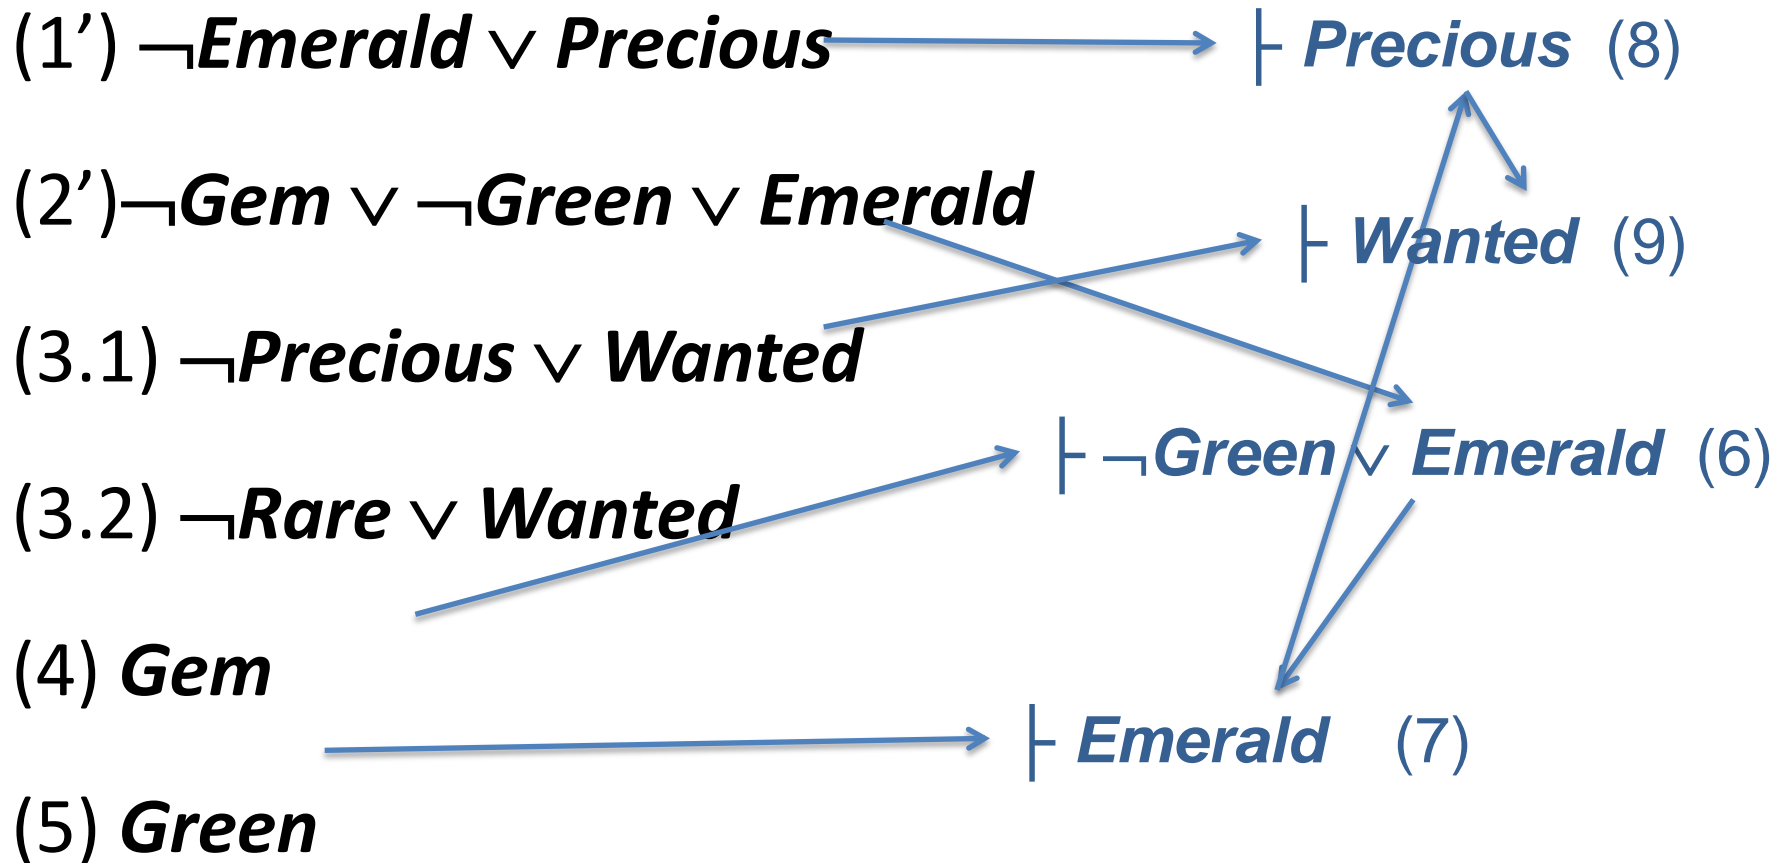 (1’) ¬Emerald ∨ Precious
├ Precious (8)
(2’)¬Gem ∨ ¬Green ∨ Emerald
├ Wanted (9)
(3.1) ¬Precious ∨ Wanted
├ ¬Green ∨ Emerald (6)
(3.2) ¬Rare ∨ Wanted
(4) Gem
├ Emerald (7)
(5) Green